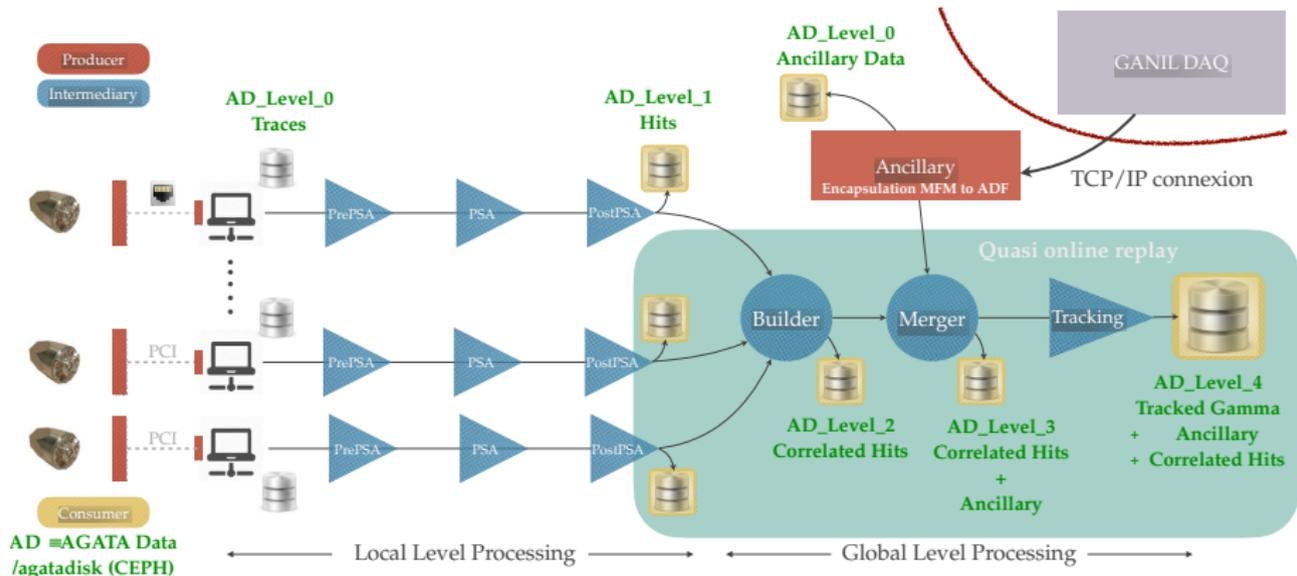 Producer
Intermediary
AD_Level_0
Traces
AD_Level_1
Hits
AD_Level_0
Ancillary Data
GANIL DAQ
Ancillary
Encapsulation MFM to ADF
TCP/IP connexion
PrePSA
PSA
PostPSA
Quasi online replay
PCI
PrePSA
PSA
PostPSA
Builder
Merger
Tracking
PCI
PrePSA
PSA
PostPSA
AD_Level_2
Correlated Hits
AD_Level_3
Correlated Hits
+
Ancillary
AD_Level_4
Tracked Gamma
+ Ancillary
+ Correlated Hits
Consumer
AD ≡AGATA Data
/agatadisk (CEPH)
Local Level Processing
Global Level Processing